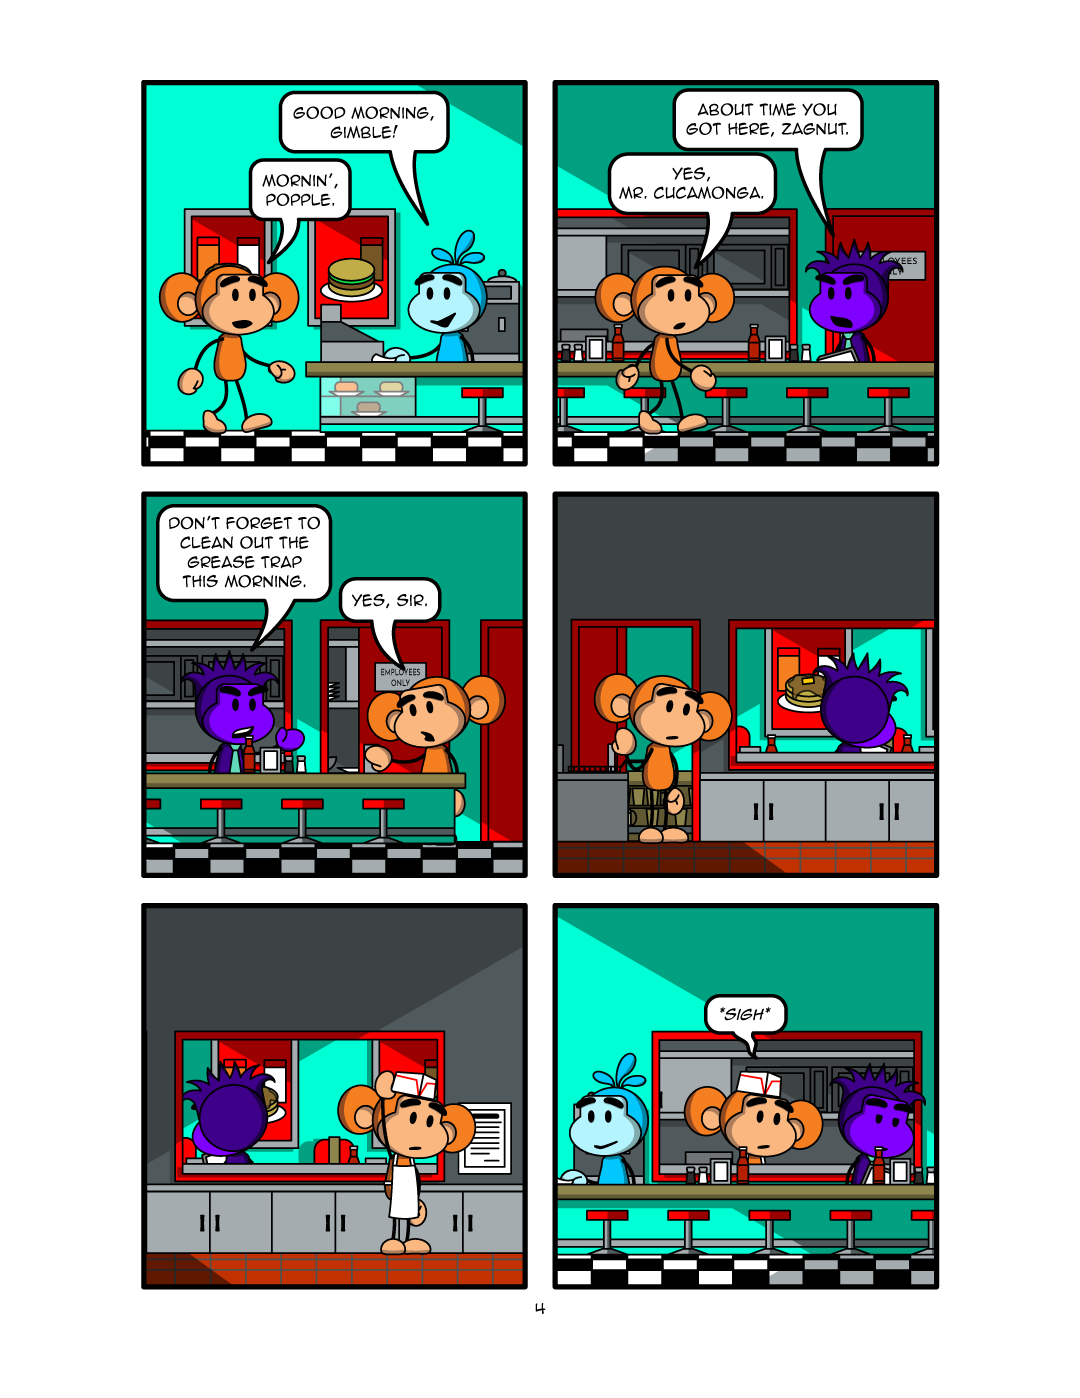 GOOD MORNING,
GIMBLE!
MORNIN',
POPPLE.
ABOUT TIME YOU
GOT HERE, ZAGNUT.
YES,
MR. CUCAMONGA.
DON'T FORGET TO
CLEAN OUT THE
GREASE TRAP
THIS MORNING.
YES, SIR.
EMPLOYEES
ONLY
*SIGH*
4